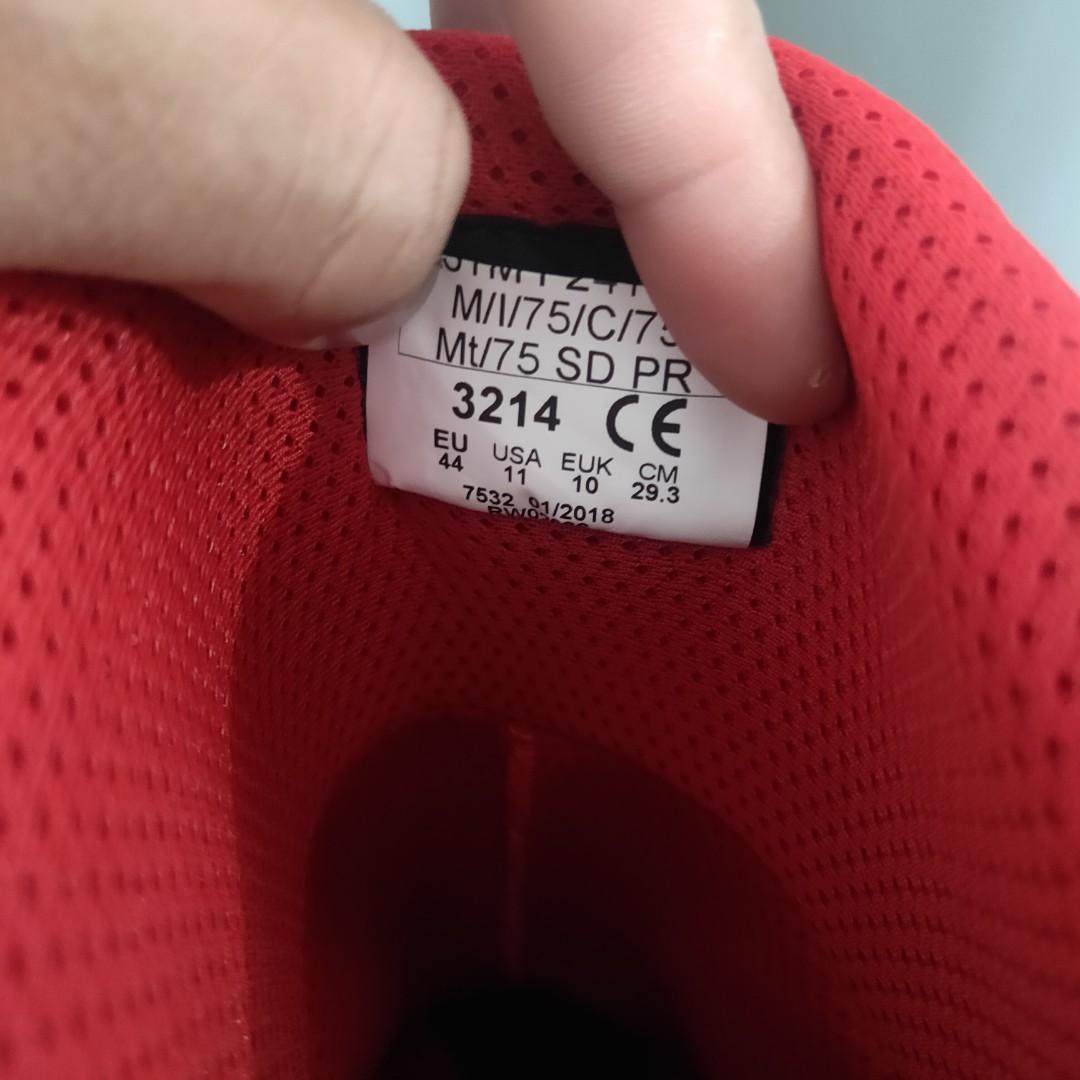 M/I/75/C/75
Mt/75 SD PR
3214 CE
EU USA EUK CM
44 11 10 29.3
7532 01/2018